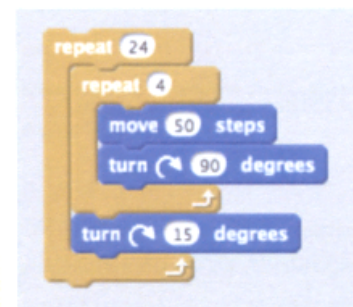 repeat 24
repeat 4
move 50 steps
turn 90 degrees
turn 15 degrees